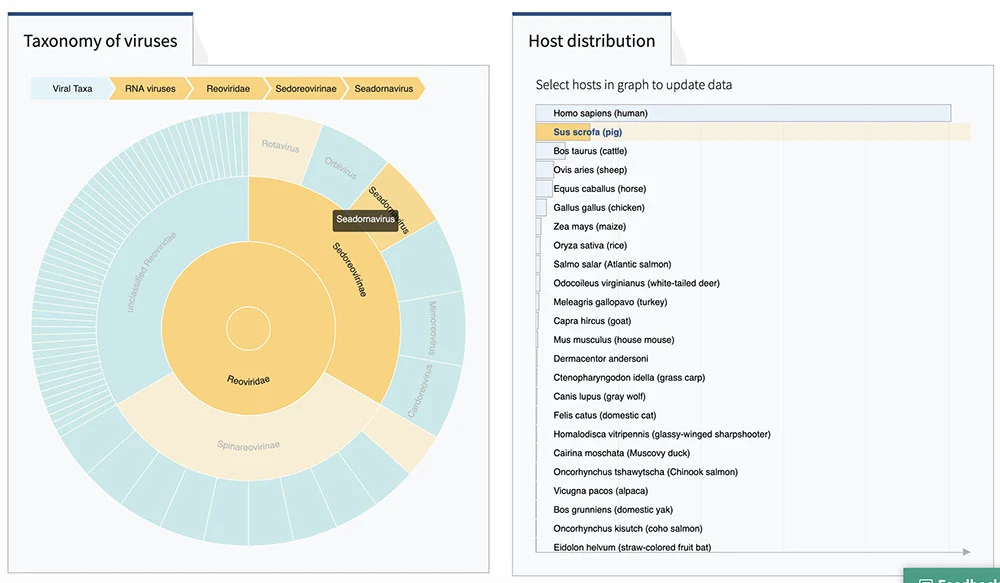 Taxonomy of viruses
Viral Taxa
RNA viruses
Reoviridae
Sedoreovirinae
Seadornavirus
Rotavirus
Orbivirus
Seadornavirus
Seadornavirus
Sedoreovirinae
unclassified Reoviridae
Mimoreovirus
Cardoreovirus
Reoviridae
Spinareovirinae
Host distribution
Select hosts in graph to update data
Homo sapiens (human)
Sus scrofa (pig)
Bos taurus (cattle)
Ovis aries (sheep)
Equus caballus (horse)
Gallus gallus (chicken)
Zea mays (maize)
Oryza sativa (rice)
Salmo salar (Atlantic salmon)
Odocoileus virginianus (white-tailed deer)
Meleagris gallopavo (turkey)
Capra hircus (goat)
Mus musculus (house mouse)
Dermacentor andersoni
Ctenopharyngodon idella (grass carp)
Canis lupus (gray wolf)
Felis catus (domestic cat)
Homalodisca vitripennis (glassy-winged sharpshooter)
Cairina moschata (Muscovy duck)
Oncorhynchus tshawytscha (Chinook salmon)
Vicugna pacos (alpaca)
Bos grunniens (domestic yak)
Oncorhynchus kisutch (coho salmon)
Eidolon helvum (straw-colored fruit bat)